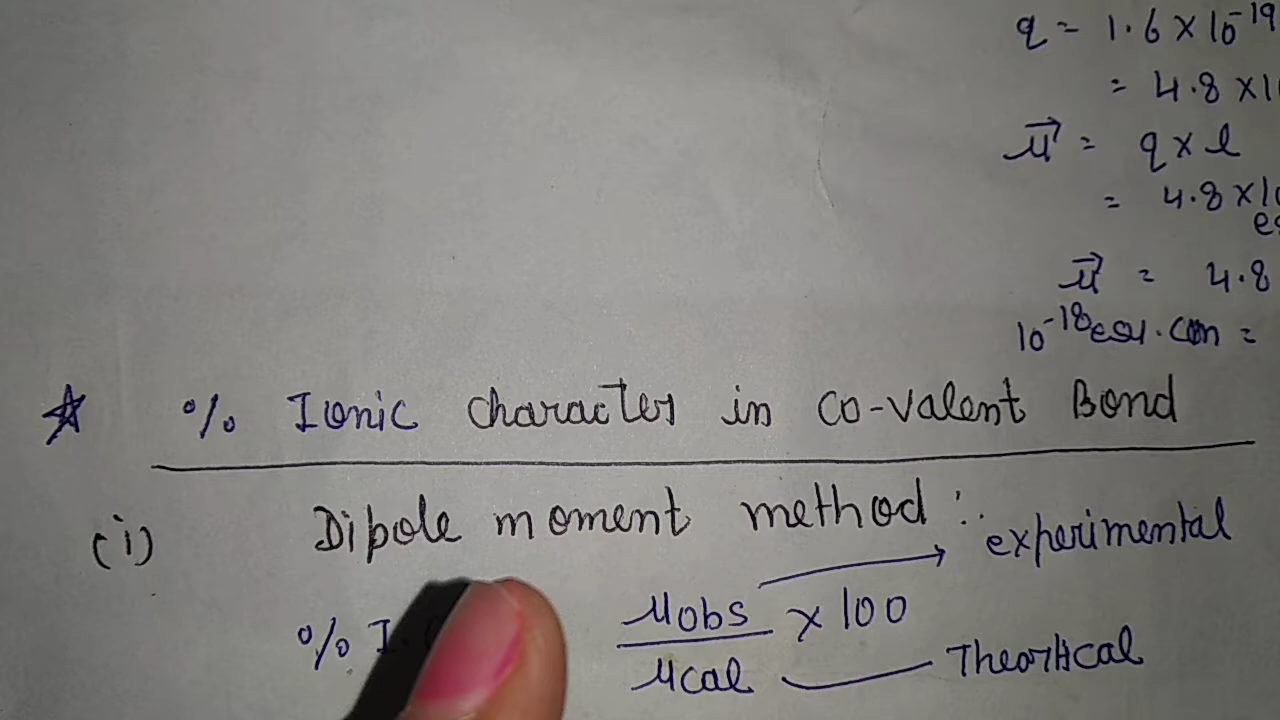 q = 1.6 × 10⁻¹⁹
= 4.8 × 1
μ⃗ = q × l
= 4.8 × 1
μ⃗ = 4.8
10⁻¹⁸ esu. cm =
☆ % Ionic character in co-valent Bond
(i) Dipole moment method :. experimental
% I. μobs × 100
μcal Theortical